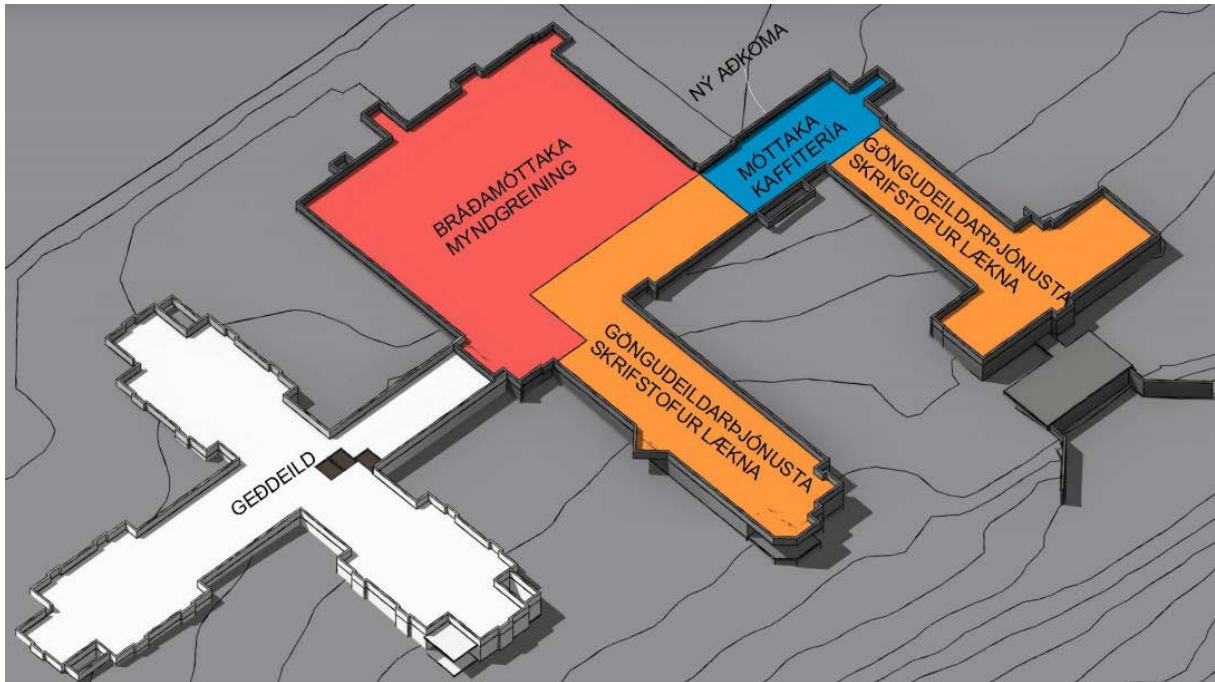 NÝ AÐKOMA
MÓTTAKA
KAFFITERÍA
GÖNGUDEILDARÞJÓNUSTA
SKRIFSTOFUR LÆKNA
BRÁÐAMÓTTAKA
MYNDGREINING
GÖNGUDEILDARÞJÓNUSTA
SKRIFSTOFUR LÆKNA
GEÐDEILD